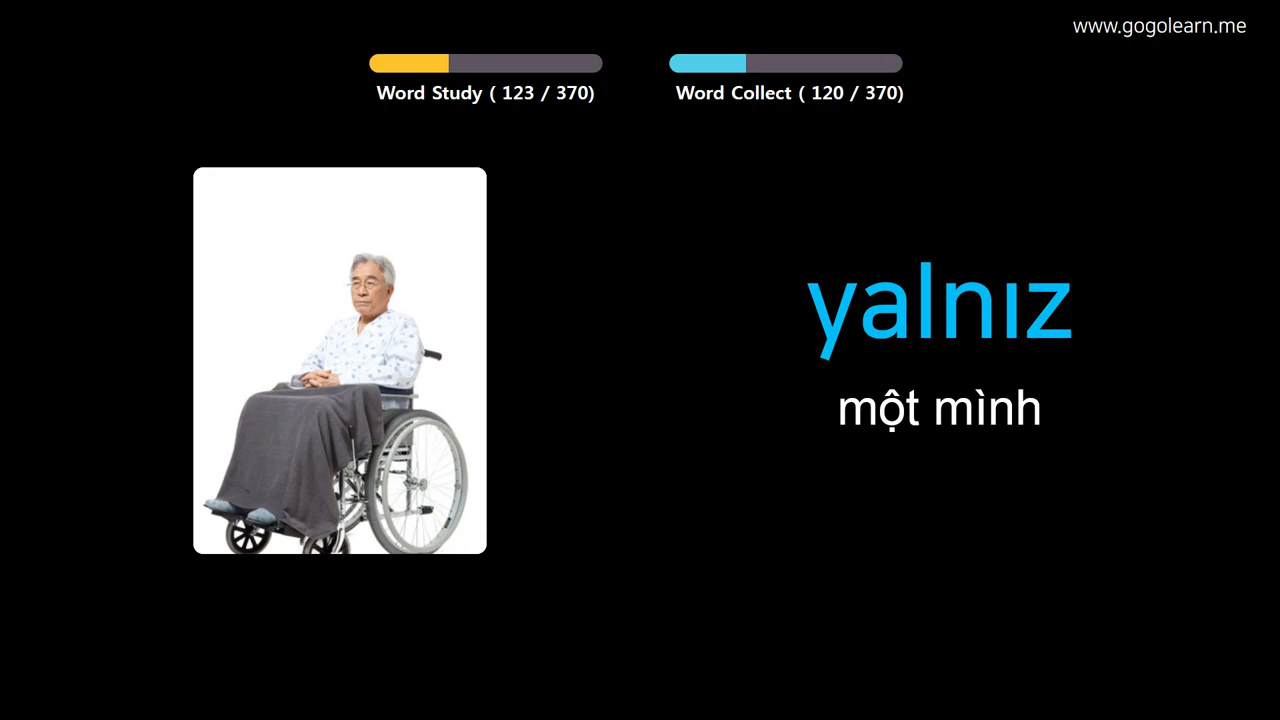 www.gogolearn.me
Word Study ( 123 / 370)
Word Collect ( 120 / 370)
yalnız
một mình